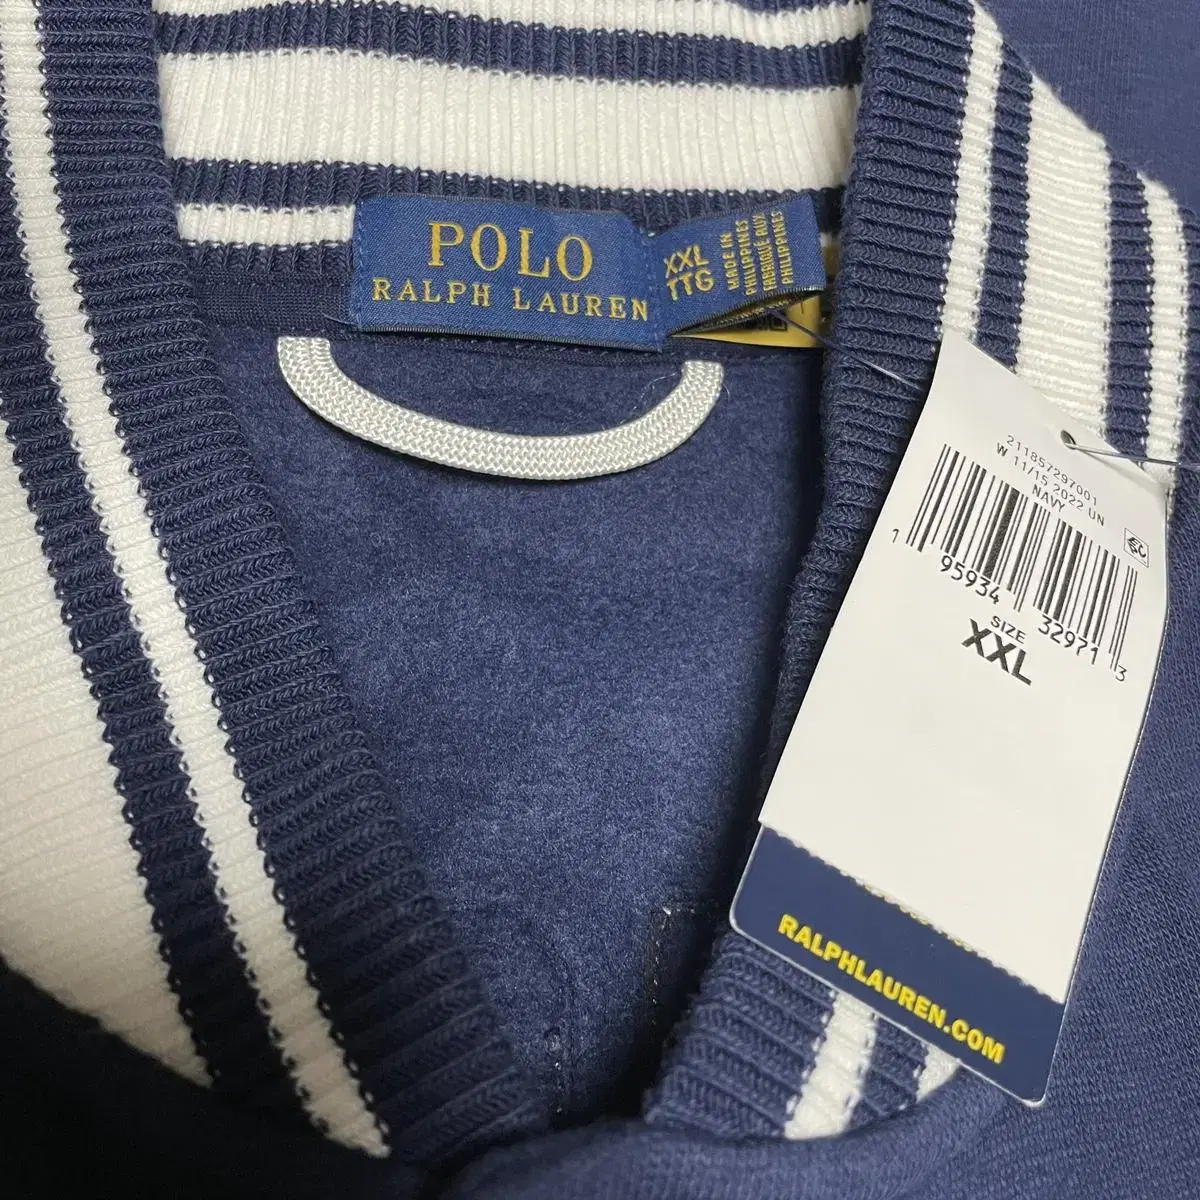 POLO
RALPH LAUREN
XXL
TTG
MADE IN
PHILIPPINES
FABRIQUÉ AUX
PHILIPPINES
211857297001
W 11/15 2022 UN
NAVY
1 95934 32971 3
SIZE
XXL
RALPHLAUREN.COM